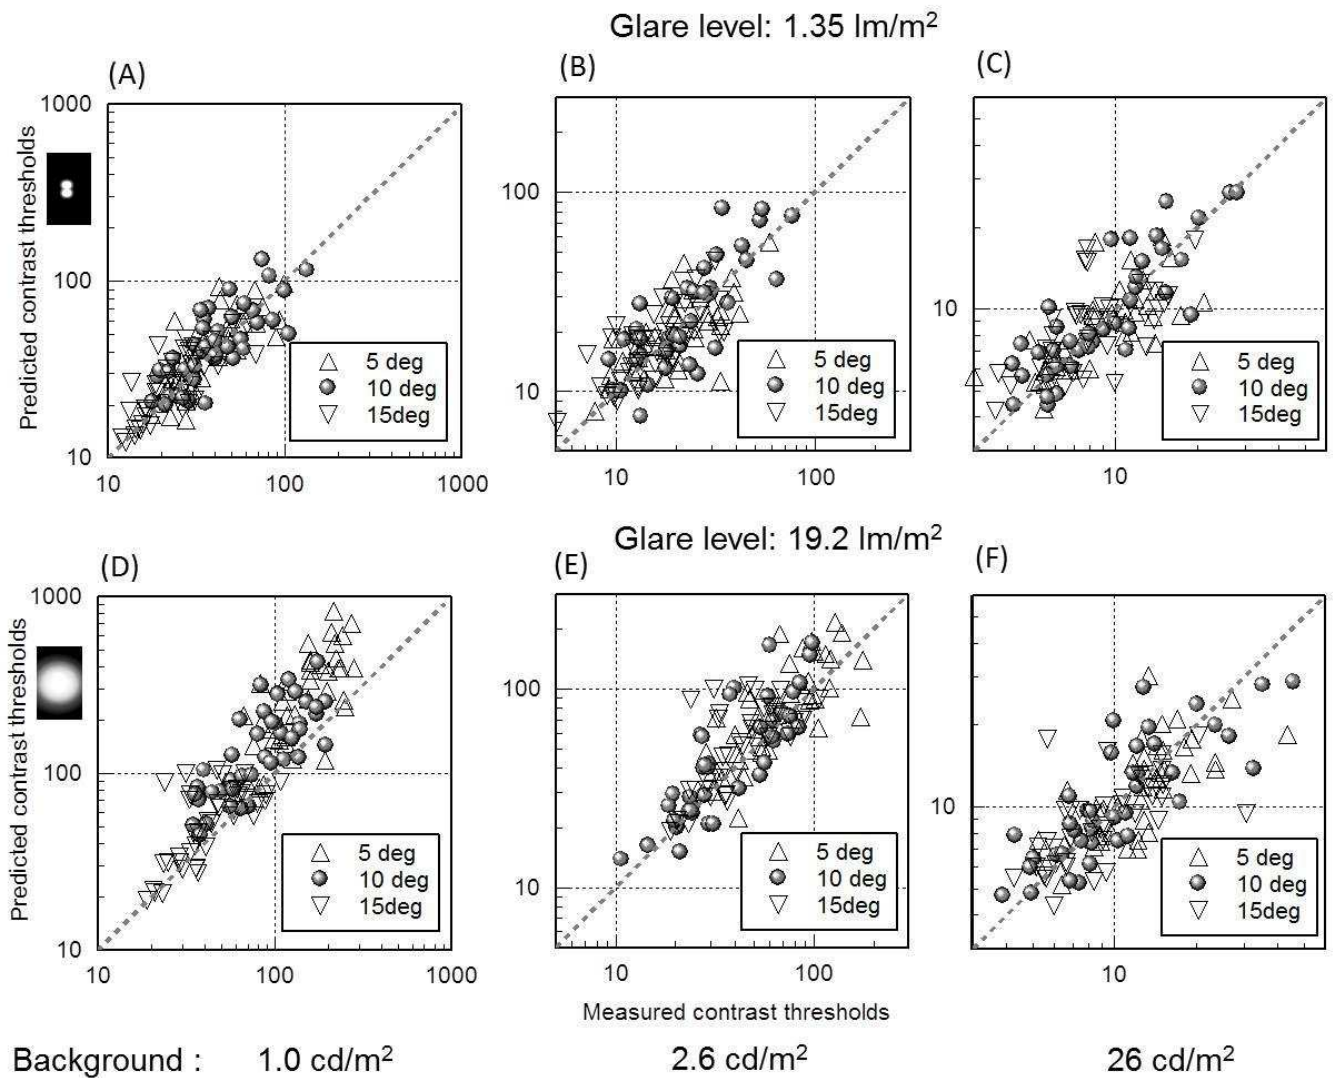 Glare level: 1.35 lm/m²
(A)
(B)
(C)
Predicted contrast thresholds
1000
100
10
10
100
1000
5 deg
10 deg
15deg
100
10
10
100
5 deg
10 deg
15deg
10
10
5 deg
10 deg
15deg
Glare level: 19.2 lm/m²
(D)
(E)
(F)
Predicted contrast thresholds
1000
100
10
10
100
1000
5 deg
10 deg
15deg
100
10
10
100
5 deg
10 deg
15deg
10
10
5 deg
10 deg
15deg
Measured contrast thresholds
Background : 1.0 cd/m² 2.6 cd/m² 26 cd/m²